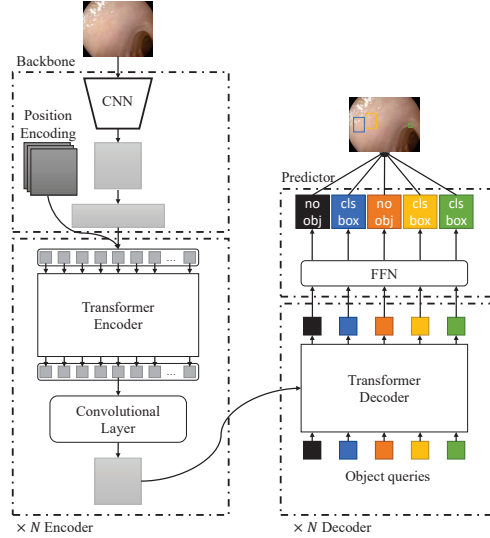 Backbone
CNN
Position
Encoding
Transformer
Encoder
...
...
Convolutional
Layer
× N Encoder
Predictor
no
obj
cls
box
no
obj
cls
box
cls
box
FFN
Transformer
Decoder
Object queries
× N Decoder